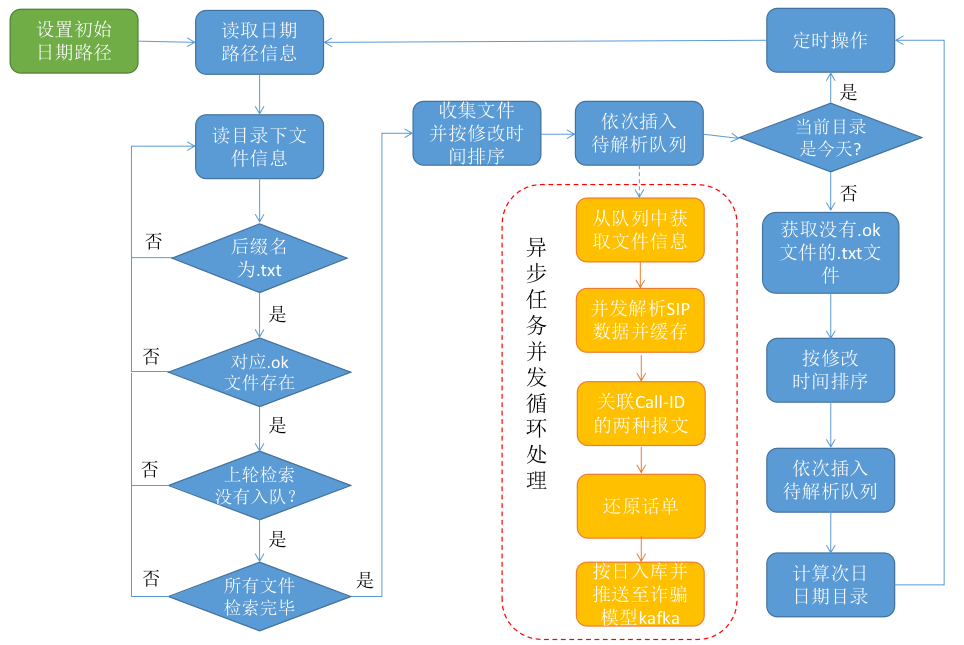 设置初始
日期路径
读取日期
路径信息
定时操作
是
收集文件
并按修改时
间排序
依次插入
待解析队列
当前目录
是今天?
读目录下文
件信息
否
后缀名
为.txt
是
否
对应.ok
文件存在
是
否
上轮检索
没有入队？
是
否
所有文件
检索完毕
是
异步任务并发循环处理
从队列中获
取文件信息
并发解析SIP
数据并缓存
关联Call-ID
的两种报文
还原话单
按日入库并
推送至诈骗
模型kafka
否
获取没有.ok
文件的.txt文
件
按修改
时间排序
依次插入
待解析队列
计算次日
日期目录